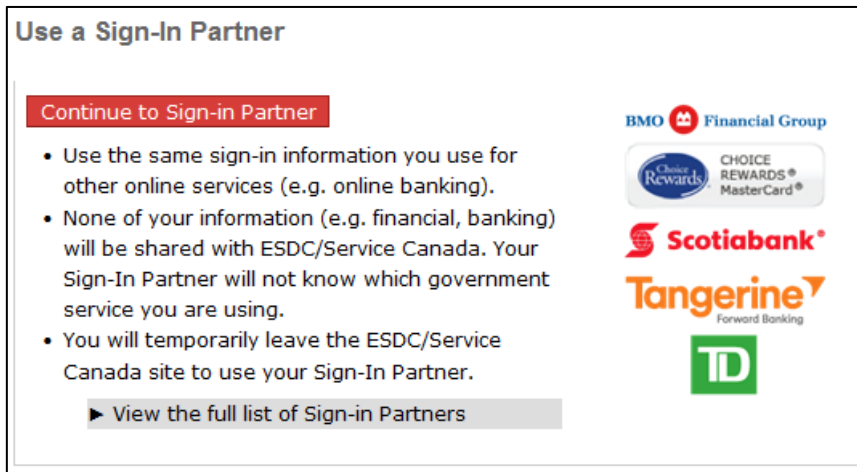 Use a Sign-In Partner
Continue to Sign-in Partner
• Use the same sign-in information you use for
other online services (e.g. online banking).
• None of your information (e.g. financial, banking)
will be shared with ESDC/Service Canada. Your
Sign-In Partner will not know which government
service you are using.
• You will temporarily leave the ESDC/Service
Canada site to use your Sign-In Partner.
► View the full list of Sign-in Partners
BMO Financial Group
Choice
Rewards
CHOICE
REWARDS®
MasterCard®
Scotiabank®
Tangerine
Forward Banking
TD